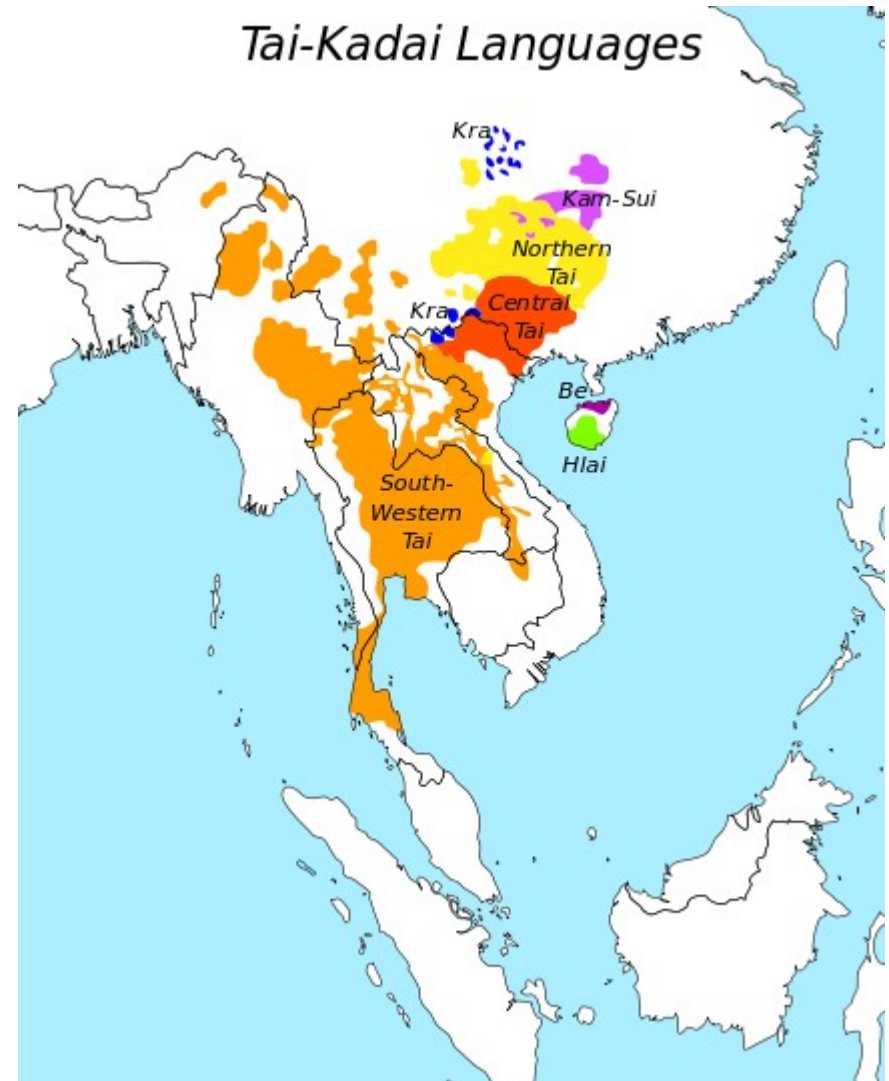 Tai-Kadai Languages
Kra
Kam-Sui
Northern
Tai
Central
Tai
Kra
Be
Hlai
South-
Western
Tai